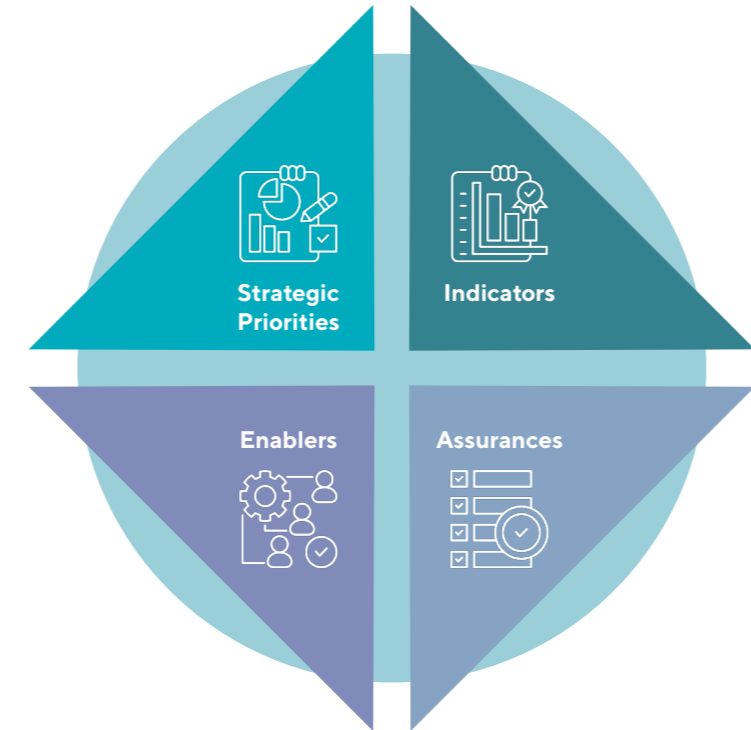 Strategic
Priorities
Indicators
Enablers
Assurances